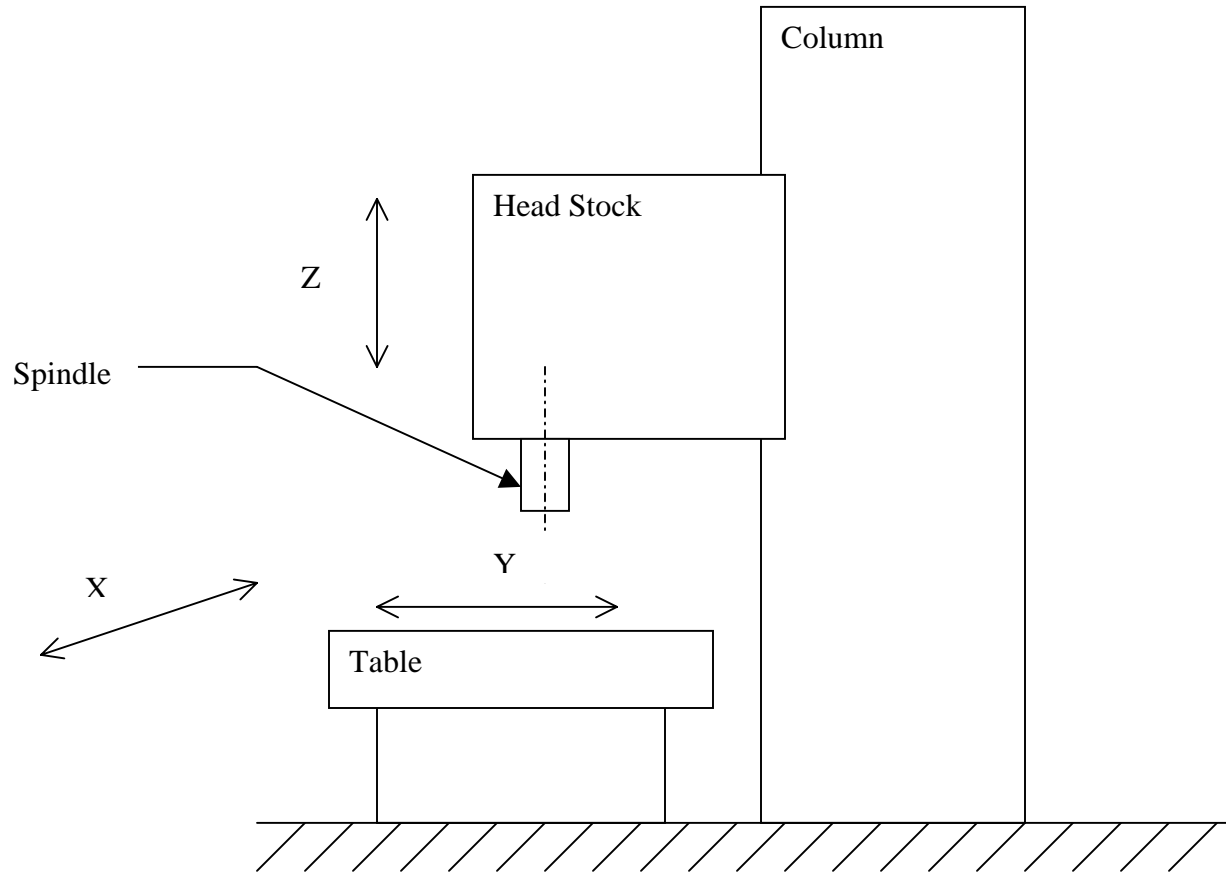 Column
Head Stock
Z
Spindle
Y
X
Table